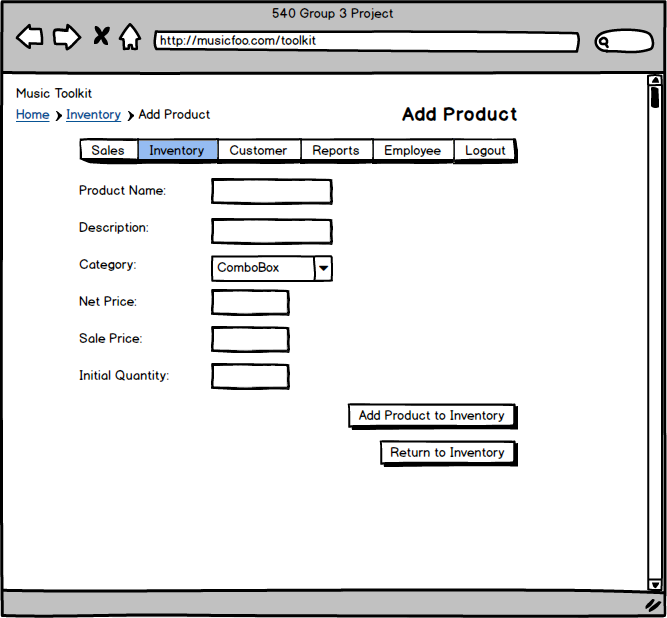 540 Group 3 Project
http://musicfoo.com/toolkit
Music Toolkit
Home Inventory Add Product
Add Product
Sales Inventory Customer Reports Employee Logout
Product Name:
Description:
Category: ComboBox
Net Price:
Sale Price:
Initial Quantity:
Add Product to Inventory
Return to Inventory